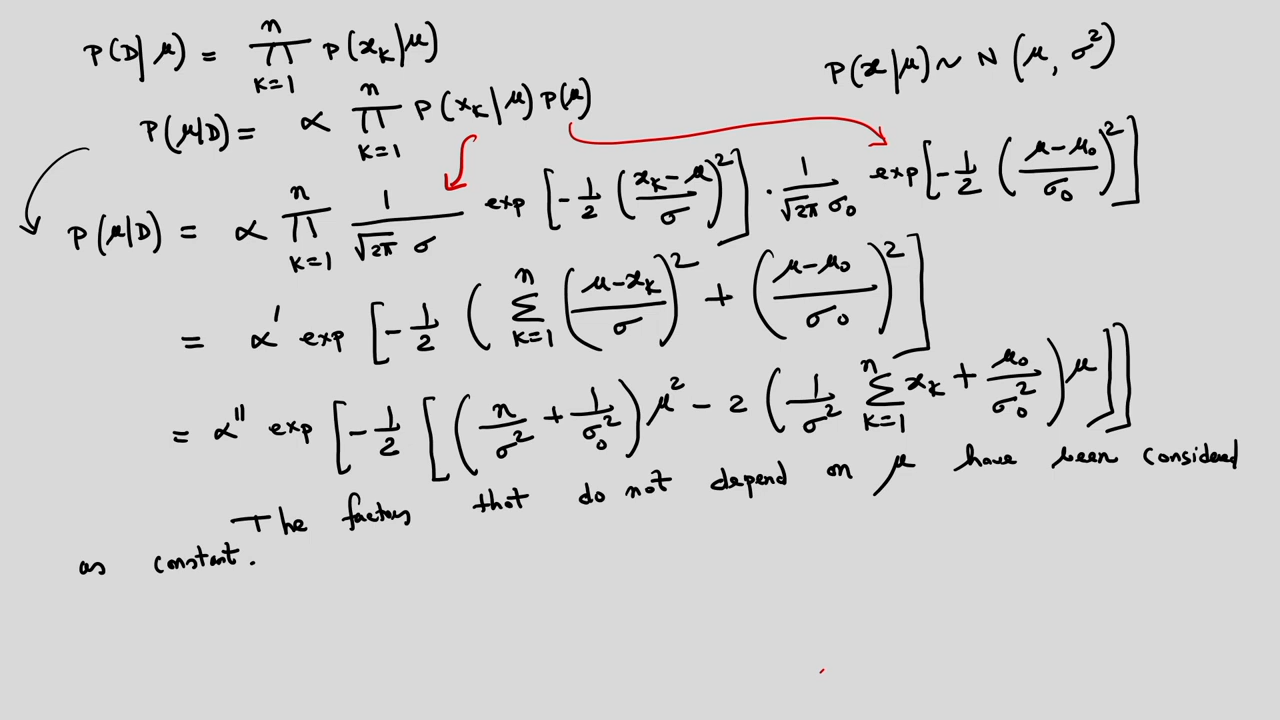 P(D|μ) = ∏_{k=1}^{n} P(x_k|μ)
P(x|μ) ~ N(μ, σ²)
P(μ|D) = α ∏_{k=1}^{n} P(x_k|μ) P(μ)
P(μ|D) = α ∏_{k=1}^{n} 1/(√2π σ) exp[-1/2 ((x_k-μ)/σ)²] · 1/(√2π σ₀) exp[-1/2 ((μ-μ₀)/σ₀)²]
= α' exp[-1/2 (∑_{k=1}^{n} ((μ-x_k)/σ)² + ((μ-μ₀)/σ₀)²]
= α'' exp[-1/2 [(n/σ² + 1/σ₀²) μ² - 2 (1/σ² ∑_{k=1}^{n} x_k + μ₀/σ₀²) μ]]
The factors that do not depend on μ have been considered
as constant.